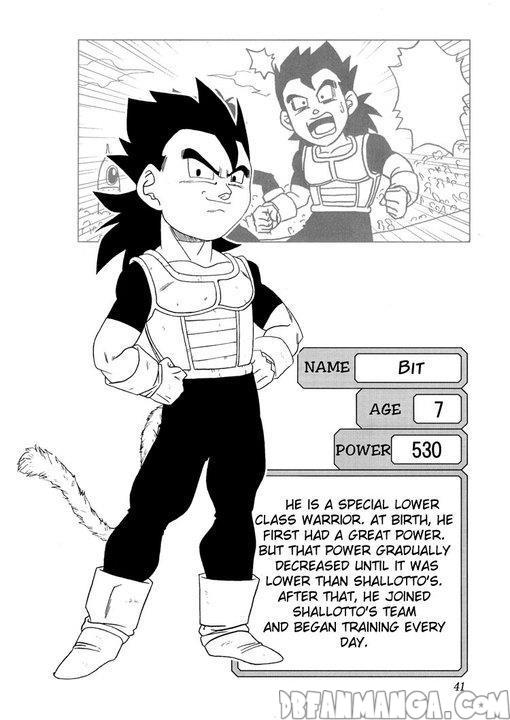 NAME
BIT
AGE
7
POWER
530
HE IS A SPECIAL LOWER
CLASS WARRIOR. AT BIRTH, HE
FIRST HAD A GREAT POWER.
BUT THAT POWER GRADUALLY
DECREASED UNTIL IT WAS
LOWER THAN SHALLOTTO'S.
AFTER THAT, HE JOINED
SHALLOTTO'S TEAM
AND BEGAN TRAINING EVERY
DAY.
41
DBFANMANGA.COM